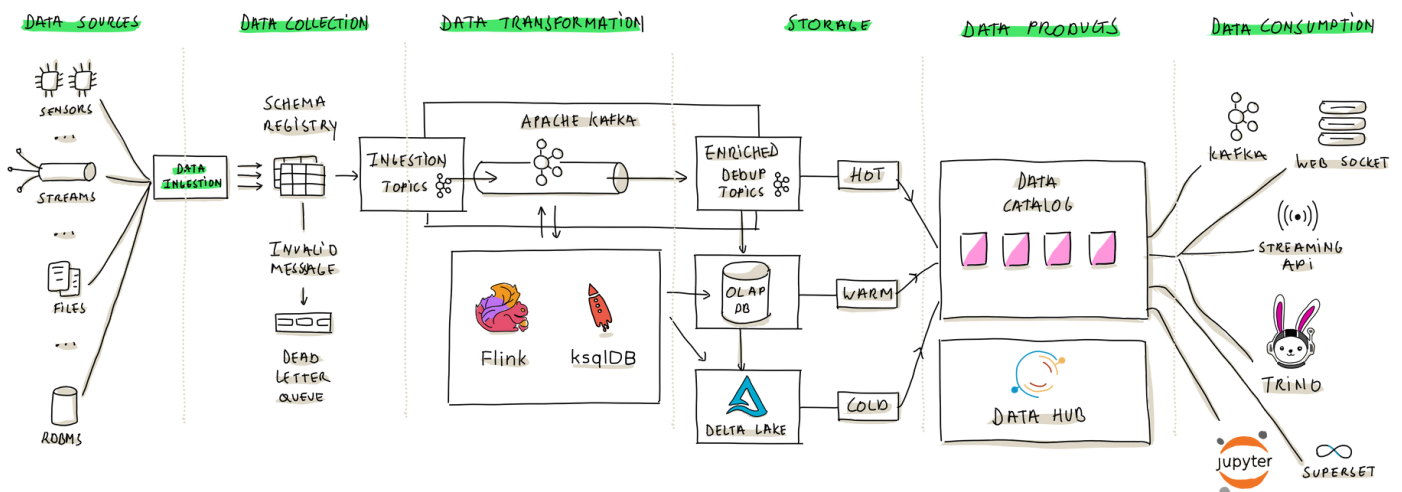 DATA SOURCES
DATA COLLECTION
DATA TRANSFORMATION
STORAGE
DATA PRODUCTS
DATA CONSUMPTION
SENSORS
...
STREAMS
...
FILES
...
RDBMS
DATA
INGESTION
SCHEMA
REGISTRY
INVALID
MESSAGE
DEAD
LETTER
QUEUE
INGESTION
TOPICS
APACHE KAFKA
Flink
ksqlDB
ENRICHED
DEDUP
TOPICS
OLAP
DB
DELTA LAKE
HOT
WARM
COLD
DATA
CATALOG
DATA HUB
KAFKA
WEB SOCKET
STREAMING
API
TRINO
jupyter
SUPERSET